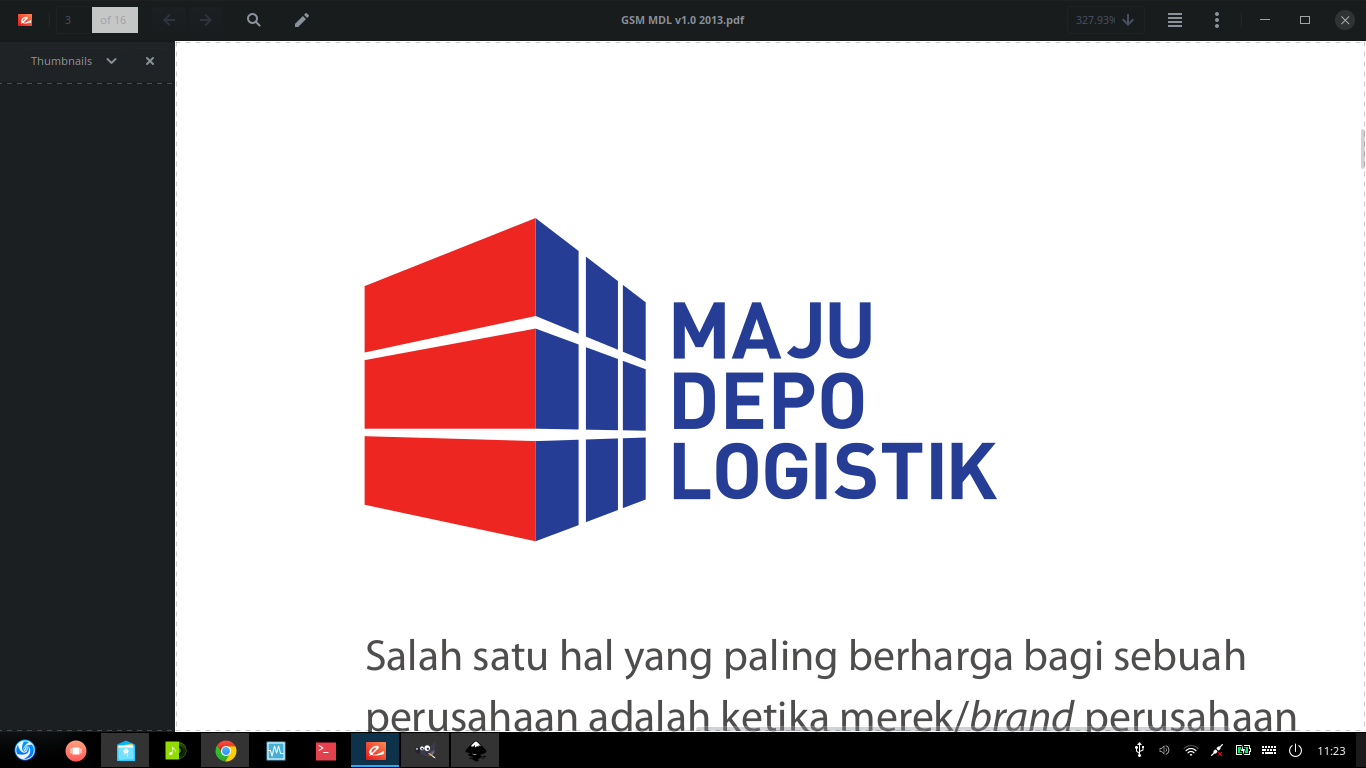 3 of 16
GSM MDL v1.0 2013.pdf
327.93%
Thumbnails
MAJU
DEPO
LOGISTIK
Salah satu hal yang paling berharga bagi sebuah
perusahaan adalah ketika merek/brand perusahaan
11:23